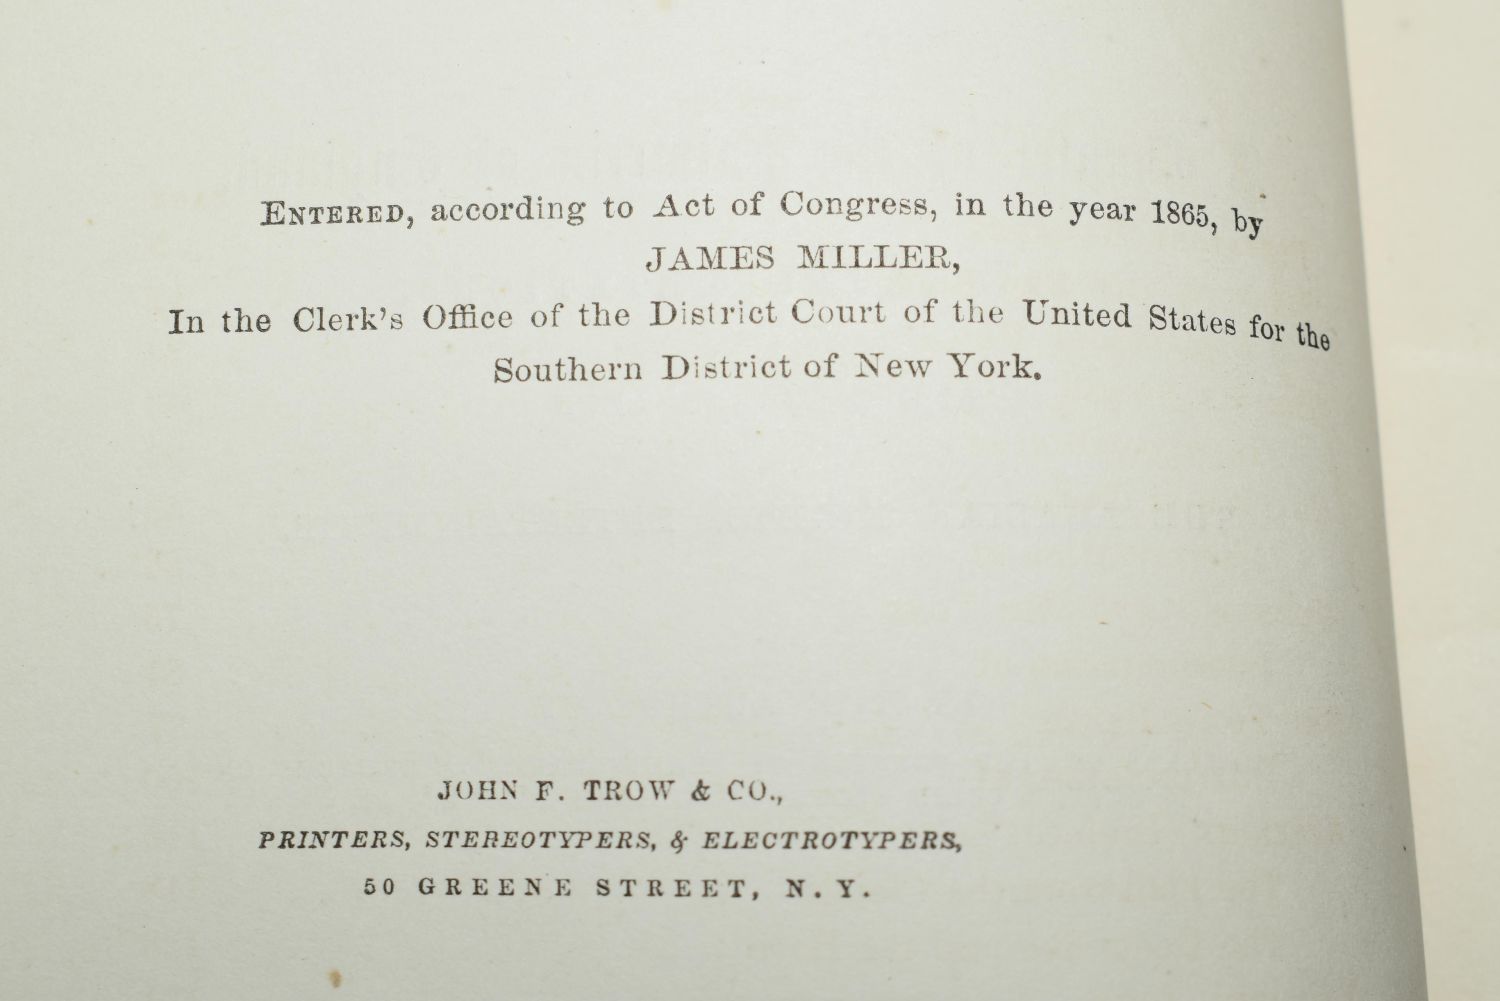 ENTERED, according to Act of Congress, in the year 1865, by
JAMES MILLER,
In the Clerk's Office of the District Court of the United States for the
Southern District of New York.
JOHN F. TROW & CO.,
PRINTERS, STEREOTYPERS, & ELECTROTYPERS,
50 GREENE STREET, N. Y.